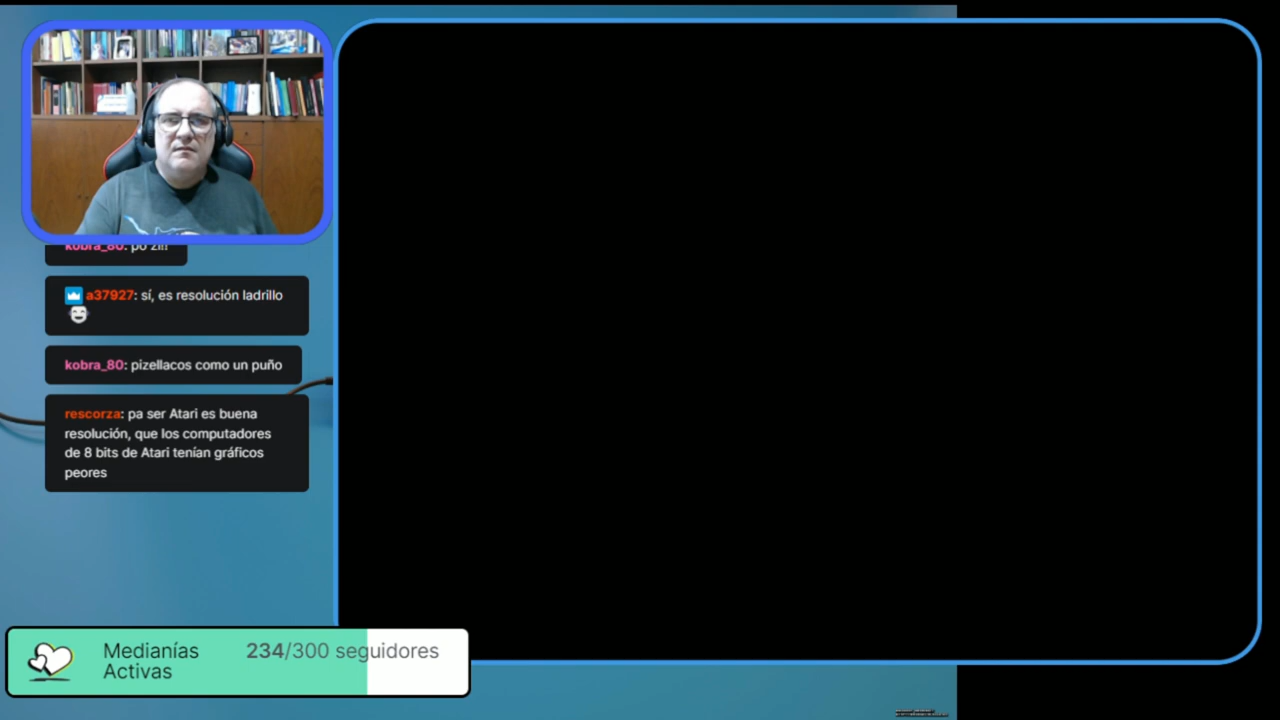 kobra_80: po zi!!
a37927: sí, es resolución ladrillo
kobra_80: pizellacos como un puño
rescorza: pa ser Atari es buena
resolución, que los computadores
de 8 bits de Atari tenían gráficos
peores
Medianías
Activas
234/300 seguidores